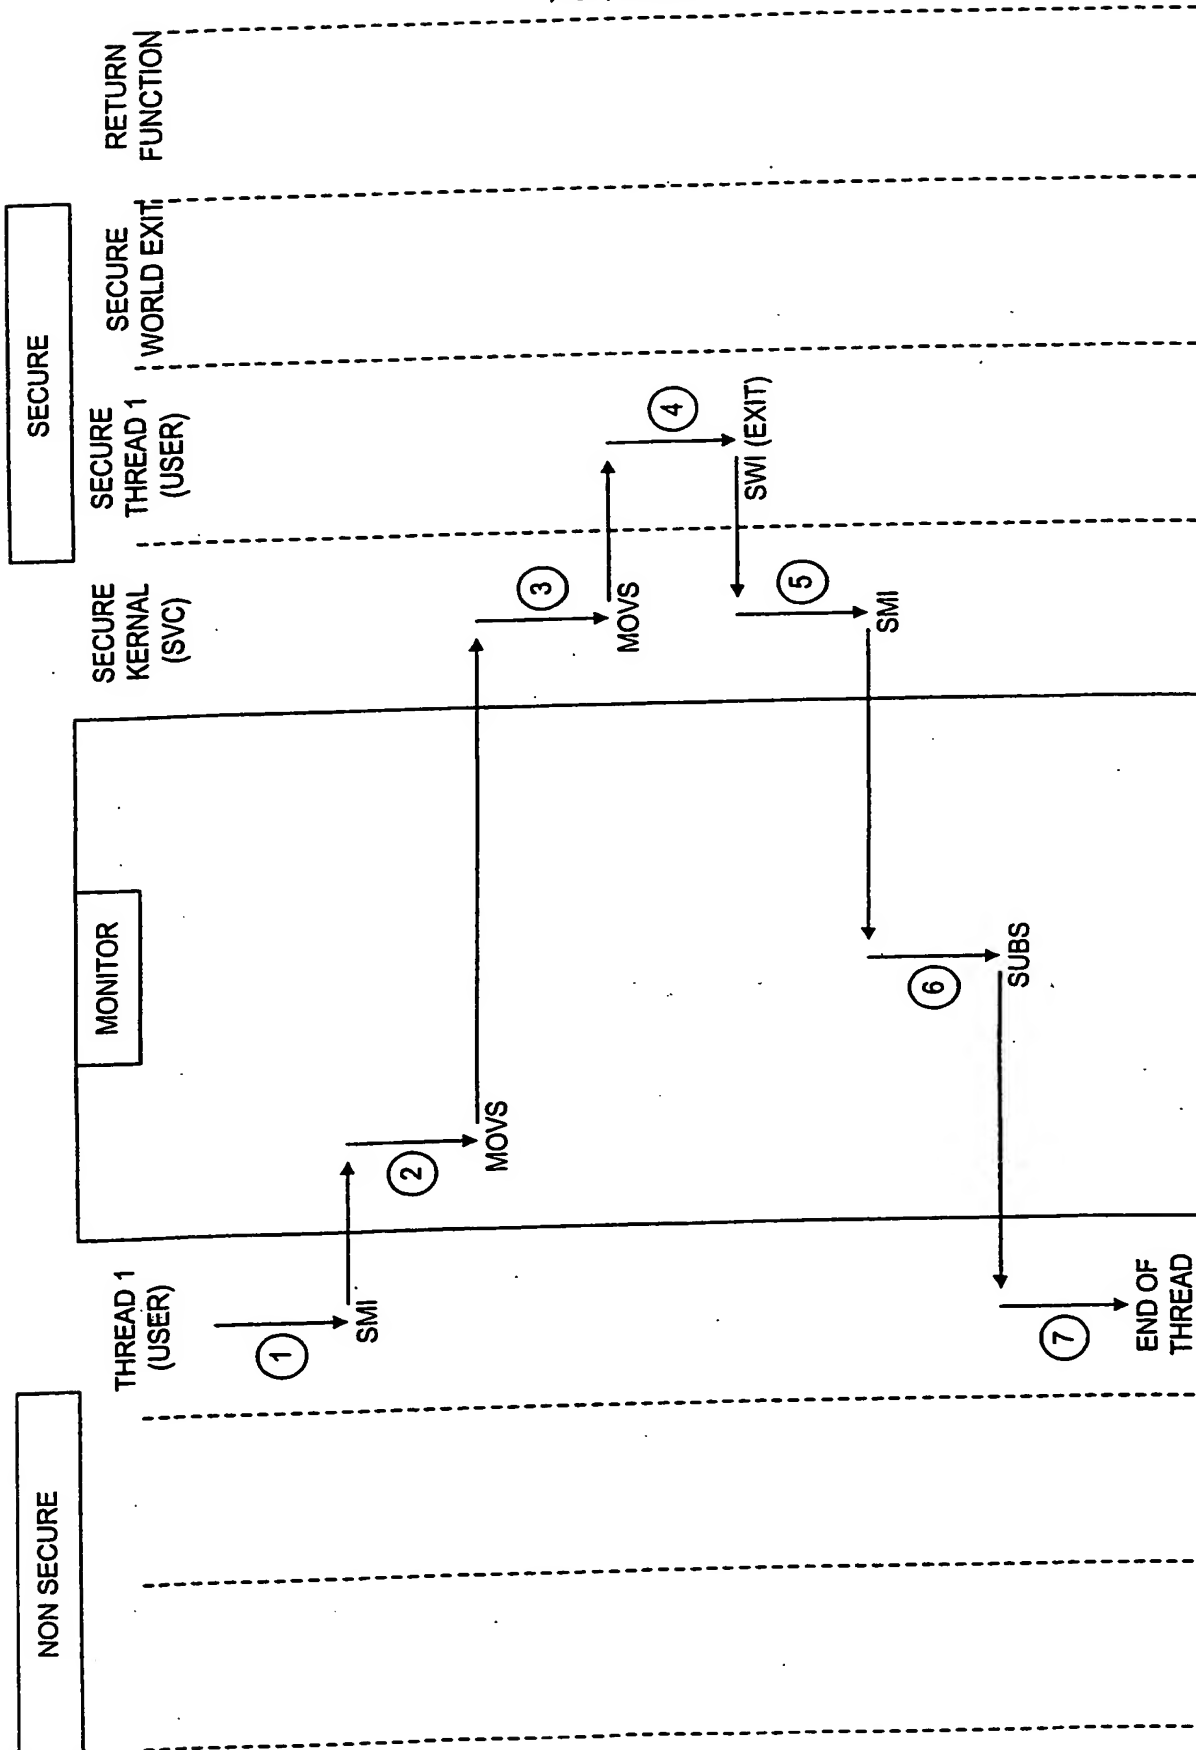 NON SECURE
MONITOR
SECURE
THREAD 1
(USER)
SECURE
KERNAL
(SVC)
SECURE
THREAD 1
(USER)
SECURE
WORLD EXIT
RETURN
FUNCTION
1
SMI
2
MOVS
3
MOVS
4
SWI (EXIT)
5
SMI
6
SUBS
7
END OF
THREAD